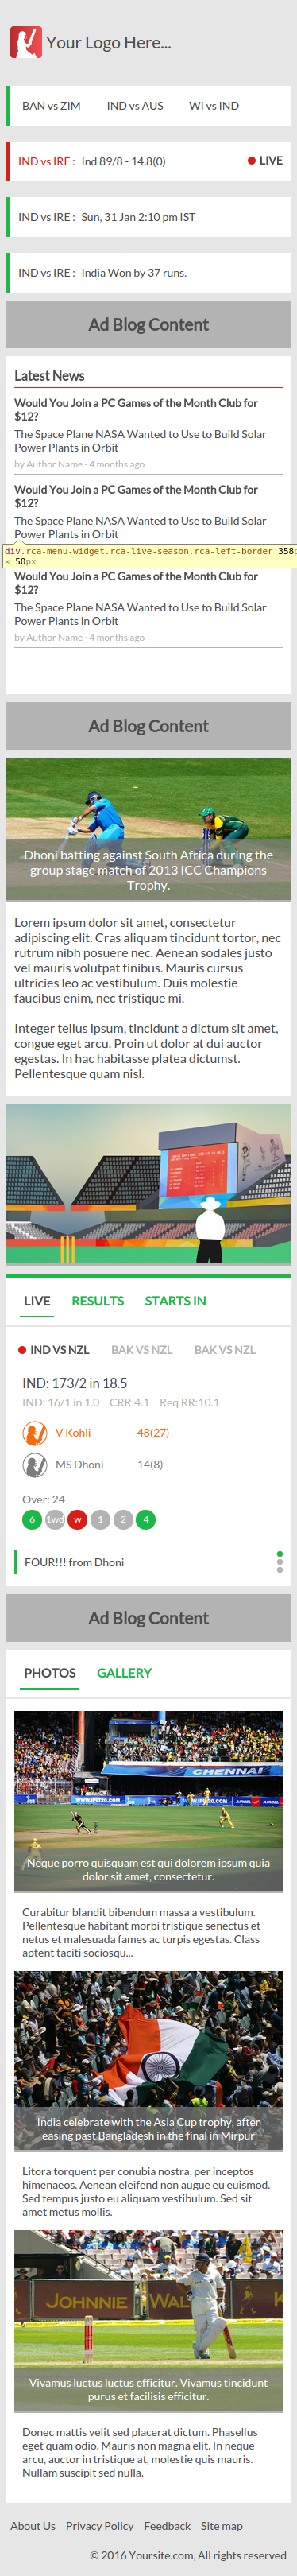 Your Logo Here...
BAN vs ZIM IND vs AUS WI vs IND
IND vs IRE : Ind 89/8 - 14.8(0) LIVE
IND vs IRE : Sun, 31 Jan 2:10 pm IST
IND vs IRE : India Won by 37 runs.
Ad Blog Content
Latest News
Would You Join a PC Games of the Month Club for
$12?
The Space Plane NASA Wanted to Use to Build Solar
Power Plants in Orbit
by Author Name - 4 months ago
Would You Join a PC Games of the Month Club for
$12?
The Space Plane NASA Wanted to Use to Build Solar
Power Plants in Orbit
div.rca-menu-widget.rca-live-season.rca-left-border 358p
× 50px
Would You Join a PC Games of the Month Club for
$12?
The Space Plane NASA Wanted to Use to Build Solar
Power Plants in Orbit
by Author Name - 4 months ago
Ad Blog Content
Dhoni batting against South Africa during the
group stage match of 2013 ICC Champions
Trophy.
Lorem ipsum dolor sit amet, consectetur
adipiscing elit. Cras aliquam tincidunt tortor, nec
rutrum nibh posuere nec. Aenean sodales justo
vel mauris volutpat finibus. Mauris cursus
ultricies leo ac vestibulum. Duis molestie
faucibus enim, nec tristique mi.
Integer tellus ipsum, tincidunt a dictum sit amet,
congue eget arcu. Proin ut dolor at dui auctor
egestas. In hac habitasse platea dictumst.
Pellentesque quam nisl.
LIVE RESULTS STARTS IN
IND VS NZL BAK VS NZL BAK VS NZL
IND: 173/2 in 18.5
IND: 16/1 in 1.0 CRR:4.1 Req RR:10.1
V Kohli 48(27)
MS Dhoni 14(8)
Over: 24
6 1wd w 1 2 4
FOUR!!! from Dhoni
Ad Blog Content
PHOTOS GALLERY
CHENNAI
Neque porro quisquam est qui dolorem ipsum quia
dolor sit amet, consectetur.
Curabitur blandit bibendum massa a vestibulum.
Pellentesque habitant morbi tristique senectus et
netus et malesuada fames ac turpis egestas. Class
aptent taciti sociosqu...
India celebrate with the Asia Cup trophy, after
easing past Bangladesh in the final in Mirpur
Litora torquent per conubia nostra, per inceptos
himenaeos. Aenean eleifend non augue eu euismod.
Sed tempus justo eu aliquam vestibulum. Sed sit
amet metus mollis.
JOHNNIE WAL
Vivamus luctus luctus efficitur. Vivamus tincidunt
purus et facilisis efficitur.
Donec mattis velit sed placerat dictum. Phasellus
eget quam odio. Mauris non magna elit. In neque
arcu, auctor in tristique at, molestie quis mauris.
Nullam suscipit sed nulla.
About Us Privacy Policy Feedback Site map
© 2016 Yoursite.com, All rights reserved